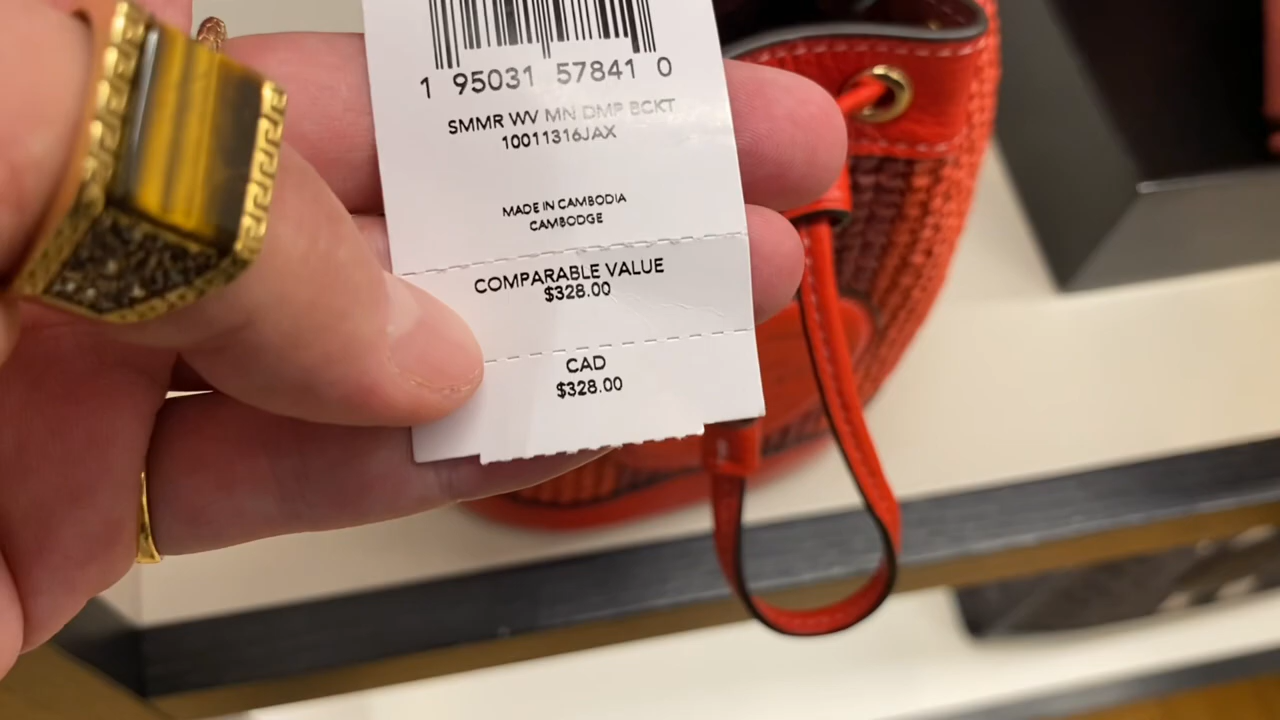 1 95031 57841 0
SMMR WV MN DMP BCKT
10011316JAX
MADE IN CAMBODIA
CAMBODGE
COMPARABLE VALUE
$328.00
CAD
$328.00